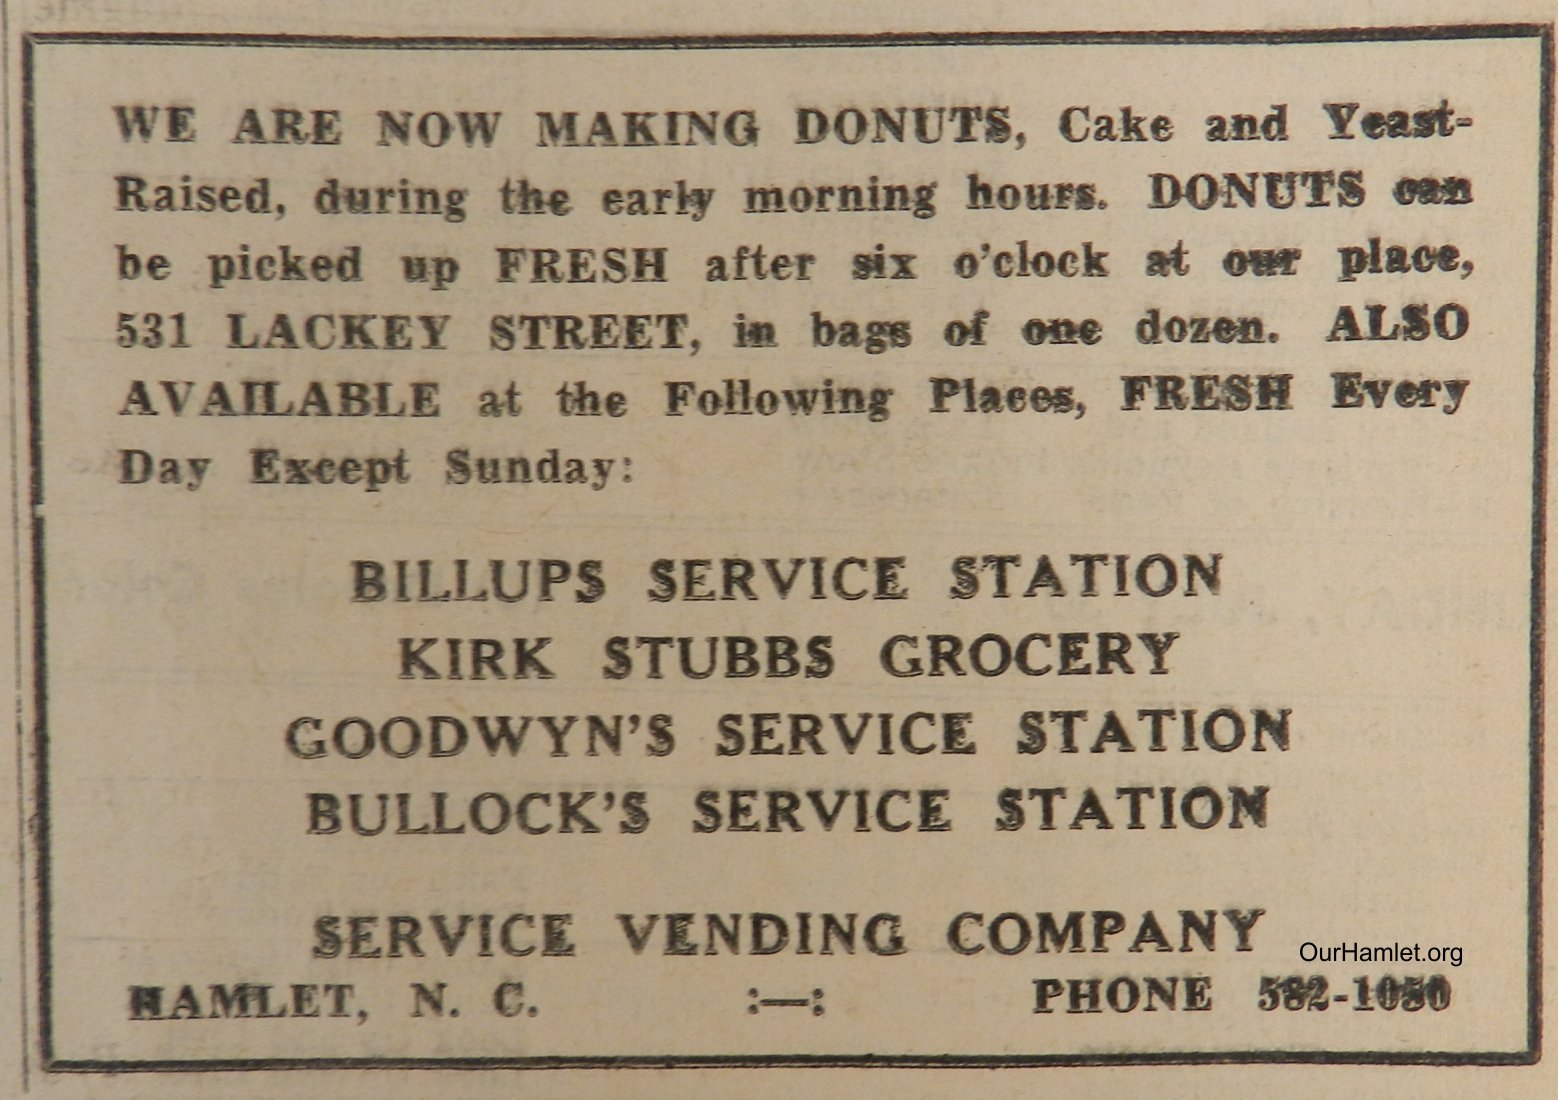 WE ARE NOW MAKING DONUTS, Cake and Yeast-
Raised, during the early morning hours. DONUTS can
be picked up FRESH after six o'clock at our place,
531 LACKEY STREET, in bags of one dozen. ALSO
AVAILABLE at the Following Places, FRESH Every
Day Except Sunday:
BILLUPS SERVICE STATION
KIRK STUBBS GROCERY
GOODWYN'S SERVICE STATION
BULLOCK'S SERVICE STATION
SERVICE VENDING COMPANY
OurHamlet.org
HAMLET, N. C. :—: PHONE